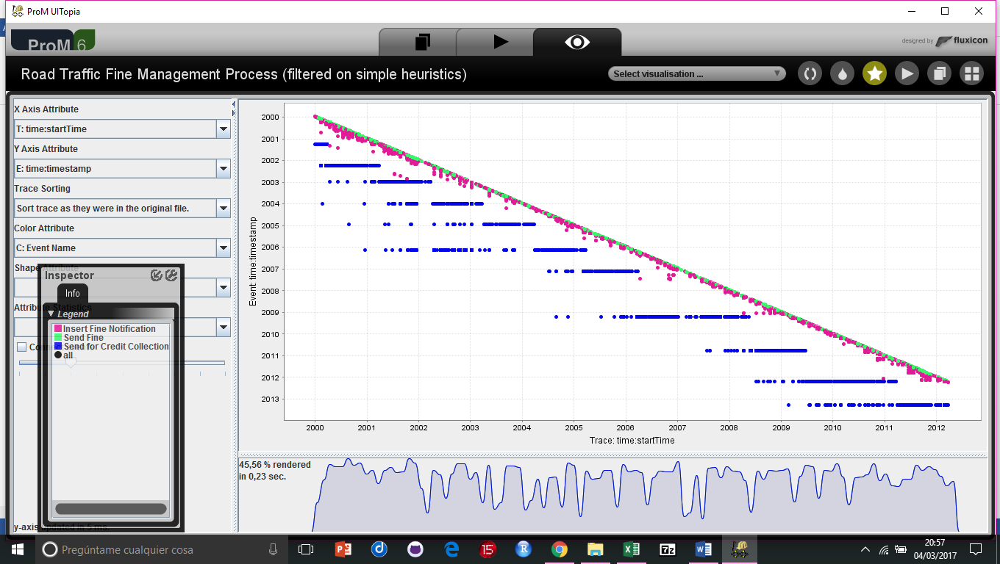 ProM UITopia
ProM 6
designed by fluxicon
Road Traffic Fine Management Process (filtered on simple heuristics)
Select visualisation ...
X Axis Attribute
T: time:startTime
Y Axis Attribute
E: time:timestamp
Trace Sorting
Sort trace as they were in the original file.
Color Attribute
C: Event Name
Shape Attribute
Inspector
Info
Attribute Statistics
Legend
Insert Fine Notification
Send Fine
Send for Credit Collection
all
y-axis updated in 5 ms.
Event: time:timestamp
2000
2001
2002
2003
2004
2005
2006
2007
2008
2009
2010
2011
2012
2013
2000 2001 2002 2003 2004 2005 2006 2007 2008 2009 2010 2011 2012
Trace: time:startTime
45,56 % rendered
in 0,23 sec.
Pregúntame cualquier cosa
15
R
7z
20:57
04/03/2017